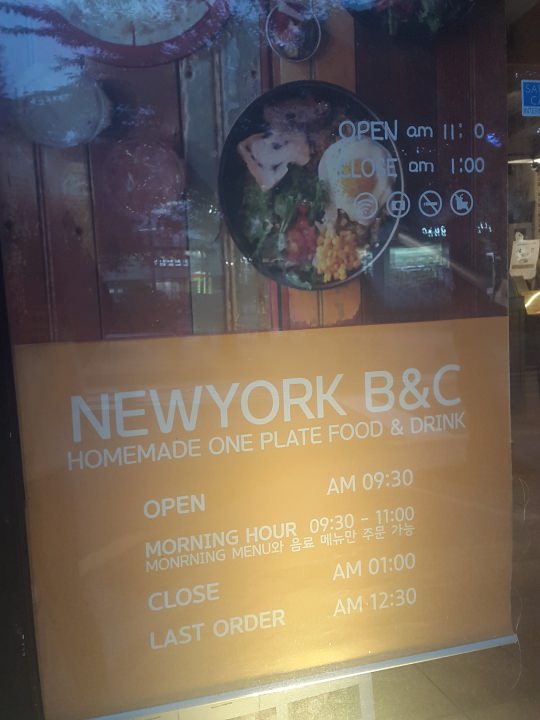 OPEN am 11: 0
CLOSE am 1:00
NEWYORK B&C
HOMEMADE ONE PLATE FOOD & DRINK
OPEN AM 09:30
MORNING HOUR 09:30 - 11:00
MONRNING MENU와 음료 메뉴만 주문 가능
CLOSE AM 01:00
LAST ORDER AM 12:30